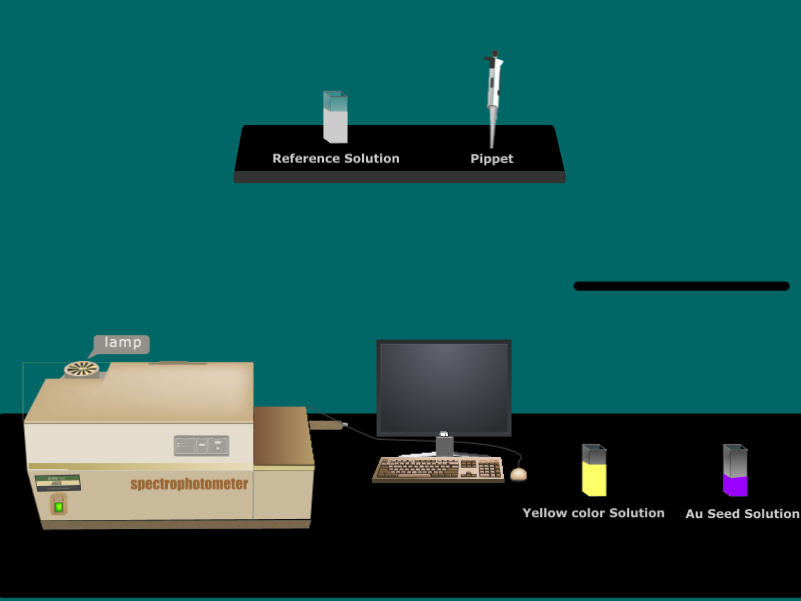 Reference Solution
Pippet
lamp
spectrophotometer
Yellow color Solution
Au Seed Solution